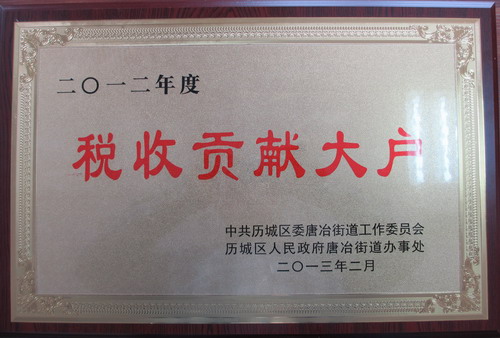 二〇一二年度
税收贡献大户
中共历城区委唐冶街道工作委员会
历城区人民政府唐冶街道办事处
二〇一三年二月